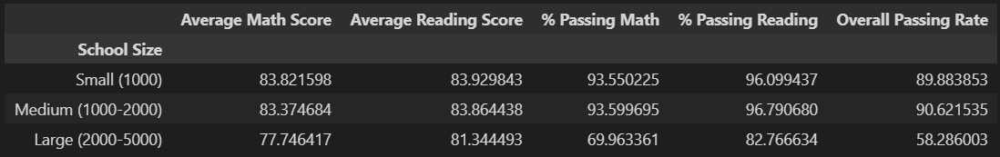 Average Math Score Average Reading Score % Passing Math % Passing Reading Overall Passing Rate
School Size
Small (1000) 83.821598 83.929843 93.550225 96.099437 89.883853
Medium (1000-2000) 83.374684 83.864438 93.599695 96.790680 90.621535
Large (2000-5000) 77.746417 81.344493 69.963361 82.766634 58.286003